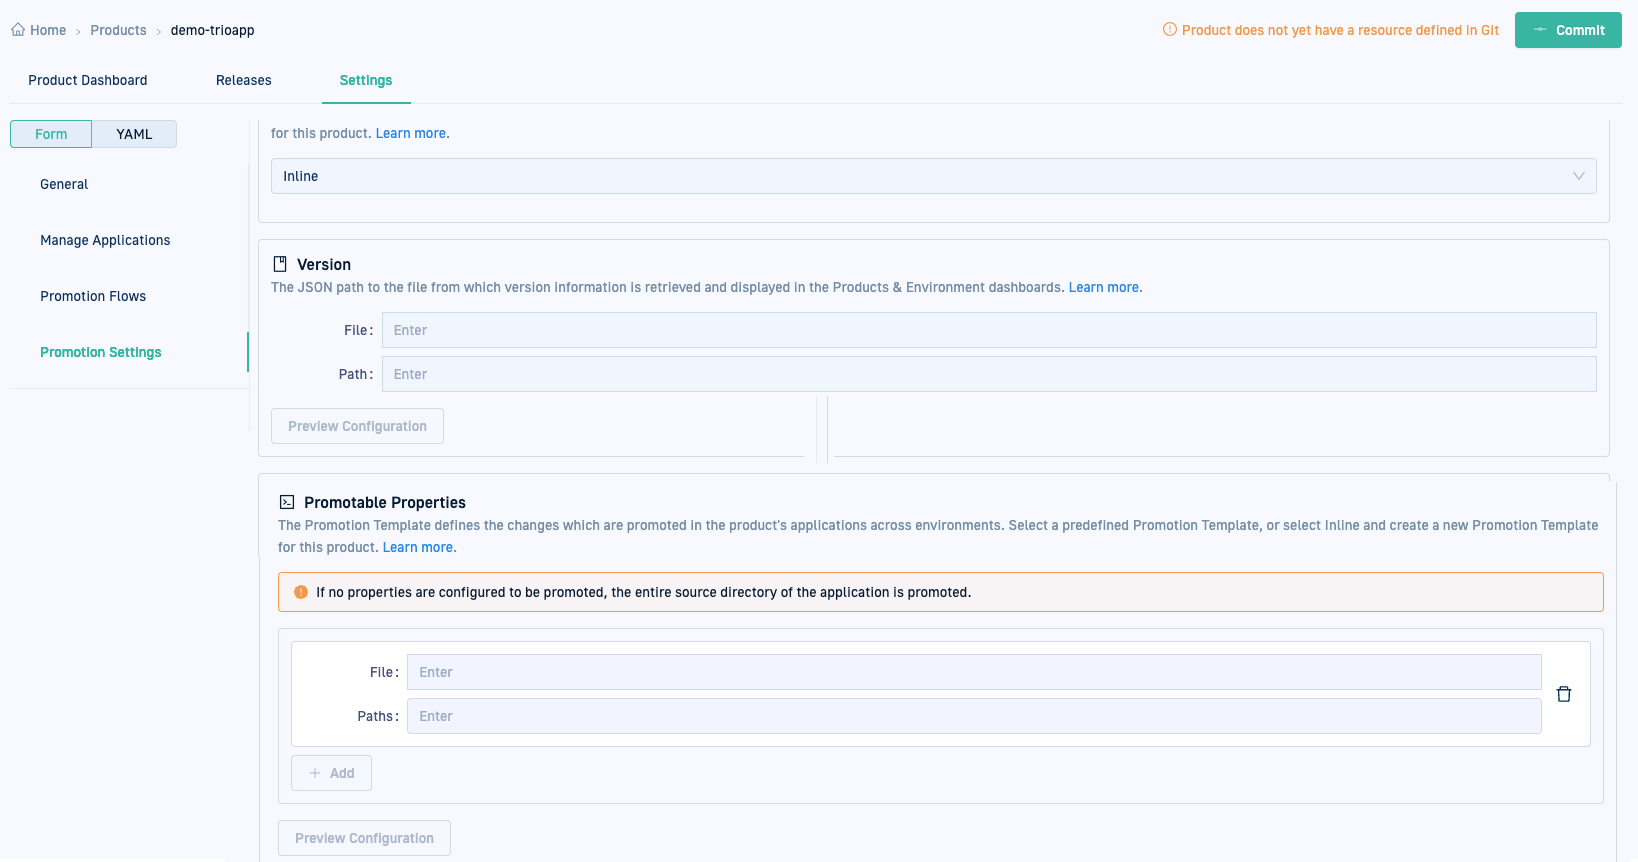 Home › Products › demo-trioapp
Product does not yet have a resource defined in Git
Commit
Product Dashboard
Releases
Settings
Form
YAML
General
Manage Applications
Promotion Flows
Promotion Settings
for this product. Learn more.
Inline
Version
The JSON path to the file from which version information is retrieved and displayed in the Products & Environment dashboards. Learn more.
File: Enter
Path: Enter
Preview Configuration
Promotable Properties
The Promotion Template defines the changes which are promoted in the product's applications across environments. Select a predefined Promotion Template, or select Inline and create a new Promotion Template
for this product. Learn more.
If no properties are configured to be promoted, the entire source directory of the application is promoted.
File: Enter
Paths: Enter
+ Add
Preview Configuration